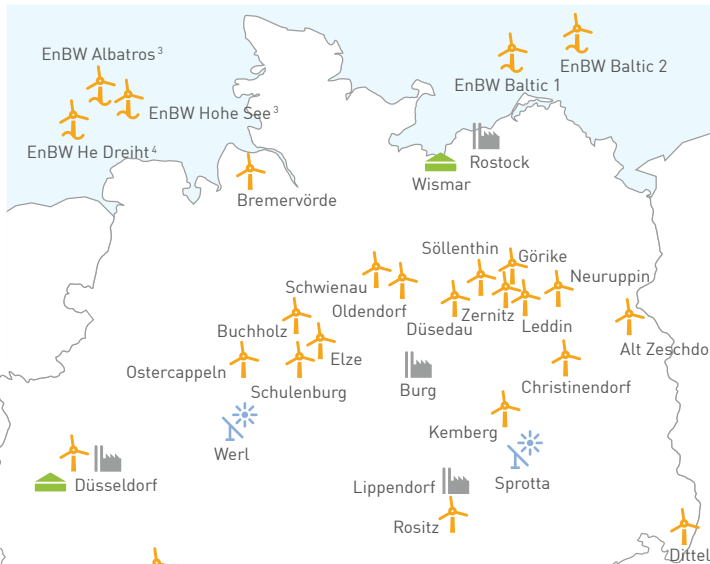 EnBW Albatros³
EnBW Baltic 2
EnBW Baltic 1
EnBW Hohe See³
EnBW He Dreiht⁴
Rostock
Wismar
Bremervörde
Söllenthin
Görike
Neuruppin
Schwienau
Oldendorf
Zernitz
Leddin
Düsedau
Buchholz
Alt Zeschdo
Elze
Ostercappeln
Schulenburg
Burg
Christinendorf
Kemberg
Werl
Sprotta
Düsseldorf
Lippendorf
Rositz
Dittel